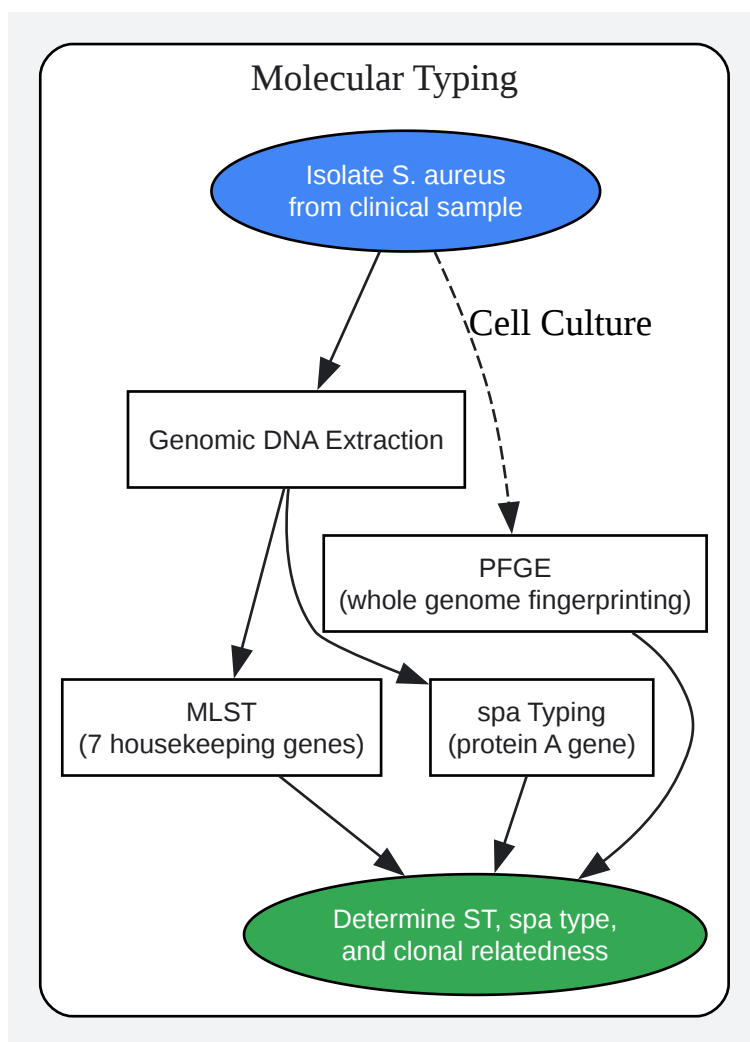 Molecular Typing
Isolate S. aureus
from clinical sample
Cell Culture
Genomic DNA Extraction
PFGE
(whole genome fingerprinting)
MLST
(7 housekeeping genes)
spa Typing
(protein A gene)
Determine ST, spa type,
and clonal relatedness